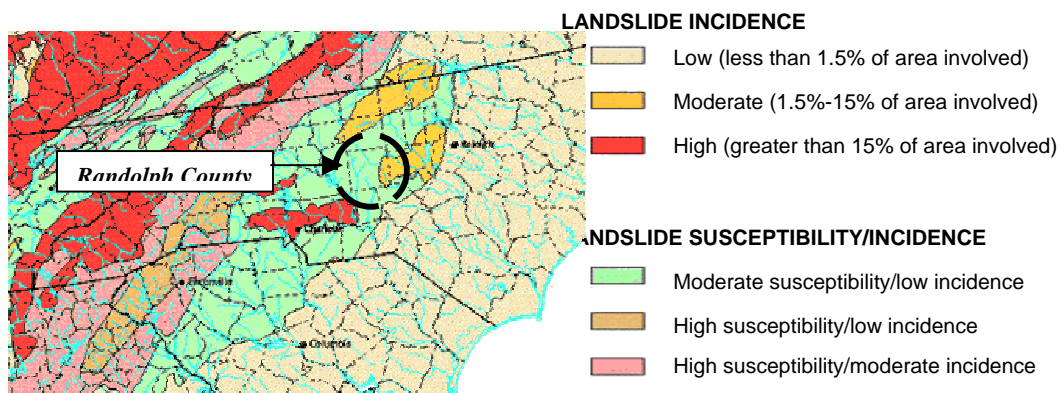 LANDSLIDE INCIDENCE
Low (less than 1.5% of area involved)
Moderate (1.5%-15% of area involved)
High (greater than 15% of area involved)
Randolph County
ANDSLIDE SUSCEPTIBILITY/INCIDENCE
Moderate susceptibility/low incidence
High susceptibility/low incidence
High susceptibility/moderate incidence
Charlotte
Columbia